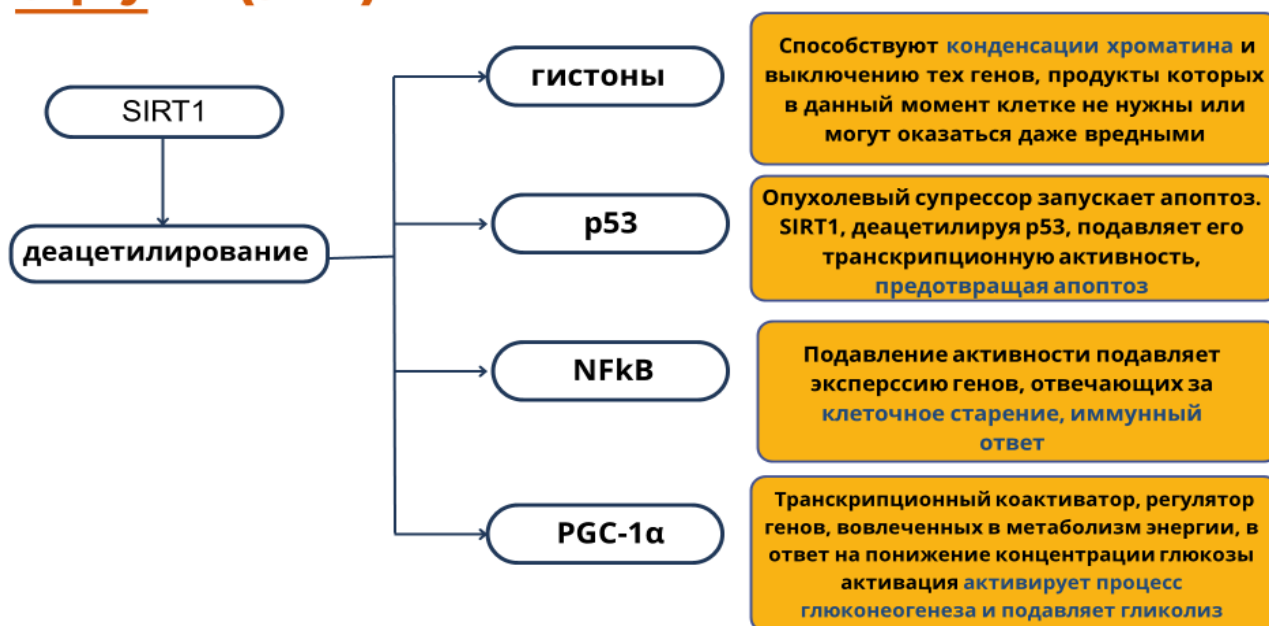 SIRT1
деацетилирование
гистоны
Способствуют конденсации хроматина и
выключению тех генов, продукты которых
в данный момент клетке не нужны или
могут оказаться даже вредными
p53
Опухолевый супрессор запускает апоптоз.
SIRT1, деацетилируя p53, подавляет его
транскрипционную активность,
предотвращая апоптоз
NFkB
Подавление активности подавляет
эксперссию генов, отвечающих за
клеточное старение, иммунный
ответ
PGC-1α
Транскрипционный коактиватор, регулятор
генов, вовлеченных в метаболизм энергии, в
ответ на понижение концентрации глюкозы
активация активирует процесс
глюконеогенеза и подавляет гликолиз